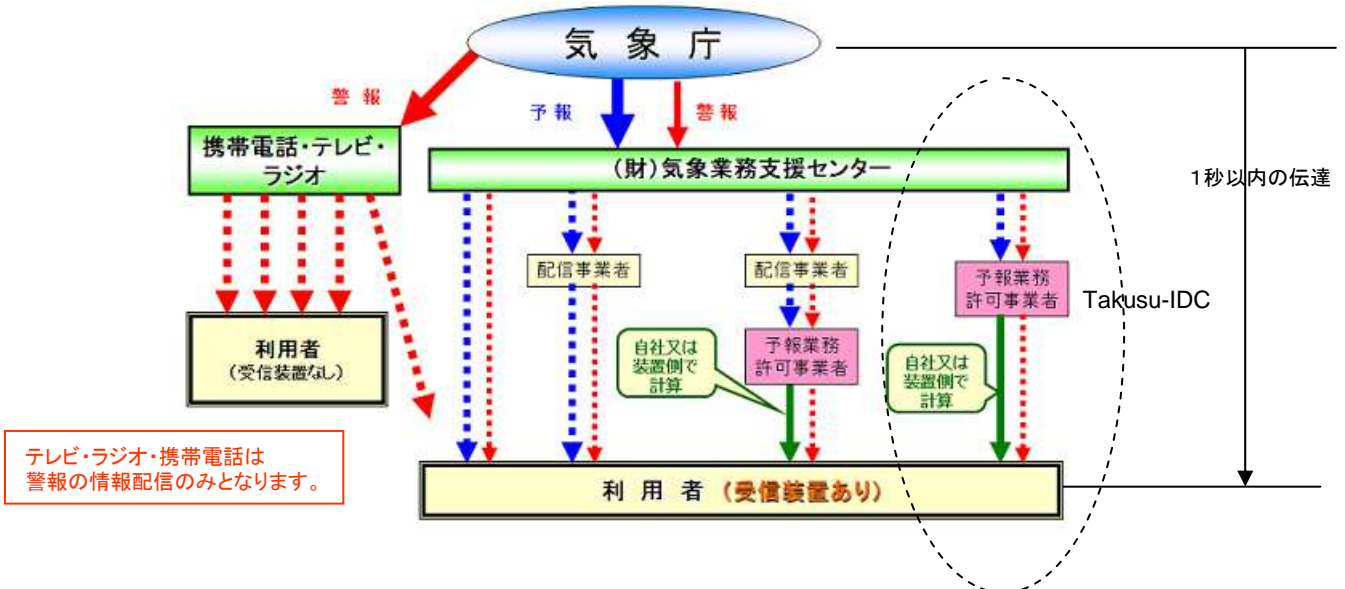 気 象 庁
警 報
予 報
警 報
携帯電話・テレビ・
ラジオ
(財)気象業務支援センター
1秒以内の伝達
配信事業者
配信事業者
予報業務
許可事業者
Takusu-IDC
利用者
(受信装置なし)
自社又は
装置側で
計算
予報業務
許可事業者
自社又は
装置側で
計算
テレビ・ラジオ・携帯電話は
警報の情報配信のみとなります。
利 用 者 (受信装置あり)